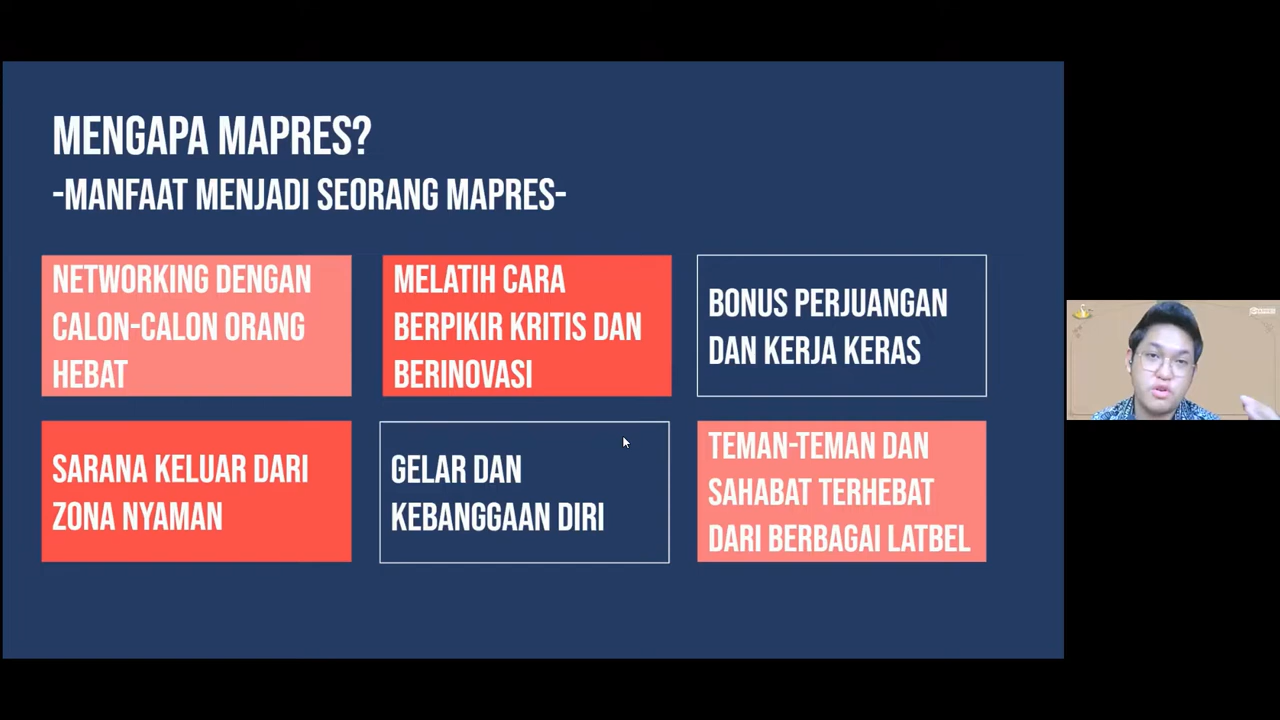 MENGAPA MAPRES?
-MANFAAT MENJADI SEORANG MAPRES-
NETWORKING DENGAN
CALON-CALON ORANG
HEBAT
MELATIH CARA
BERPIKIR KRITIS DAN
BERINOVASI
BONUS PERJUANGAN
DAN KERJA KERAS
SARANA KELUAR DARI
ZONA NYAMAN
GELAR DAN
KEBANGGAAN DIRI
TEMAN-TEMAN DAN
SAHABAT TERHEBAT
DARI BERBAGAI LATBEL